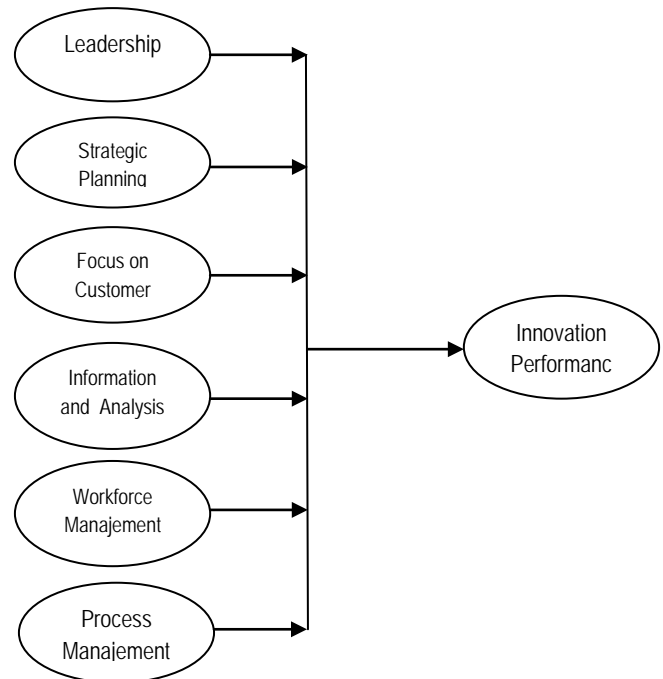 Leadership
Strategic
Planning
Focus on
Customer
Information
and Analysis
Workforce
Manajement
Process
Manajement
Innovation
Performanc